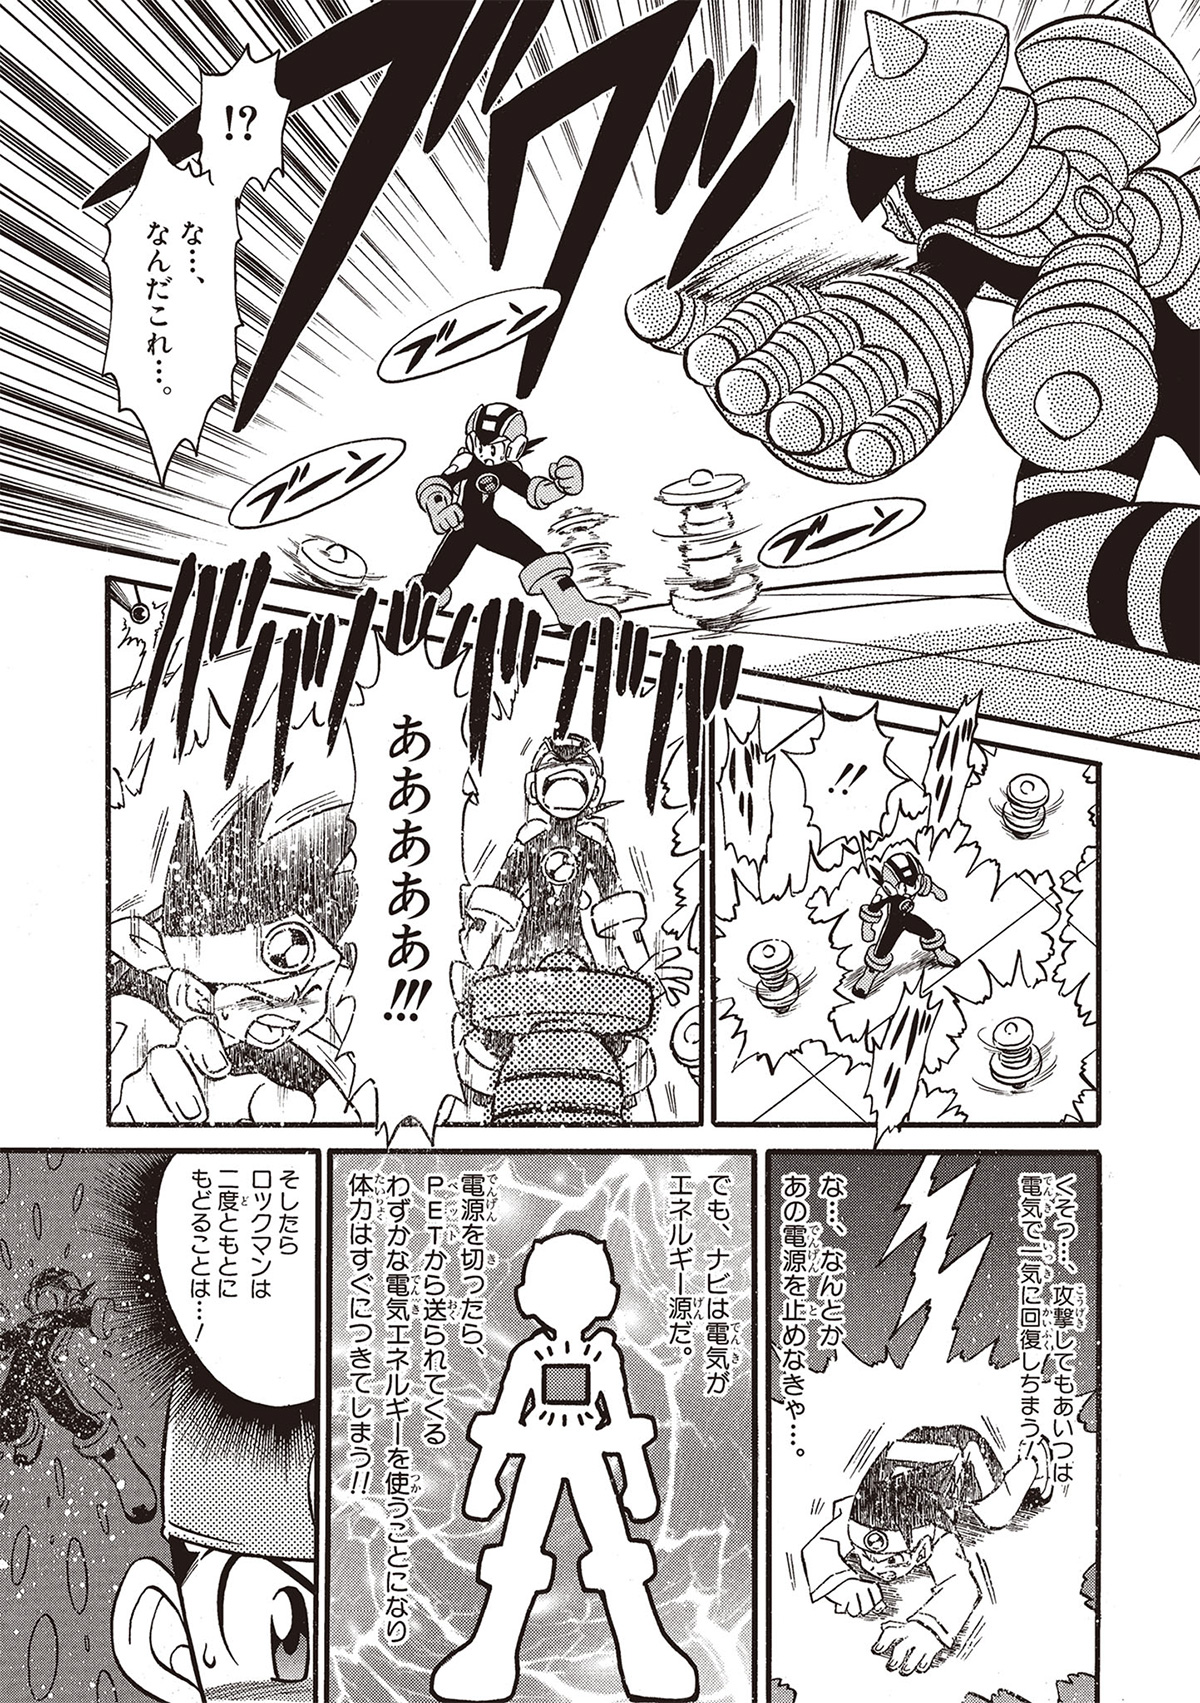 ブワッ
!?
な…、
なんだこれ…。
ブーン
ブーン
ブーン
!!
ババババババババ
ああああああ!!!
くそっ…、攻撃してもあいつは
電気で一気に回復しちまう!
な…、なんとか
あの電源を止めなきゃ…。
でも、ナビは電気が
エネルギー源だ。
電源を切ったら、
PETから送られてくる
わずかな電気エネルギーを使うことになり
体力はすぐにつきてしまう!!
そしたら
ロックマンは
二度ともとに
もどることは…!